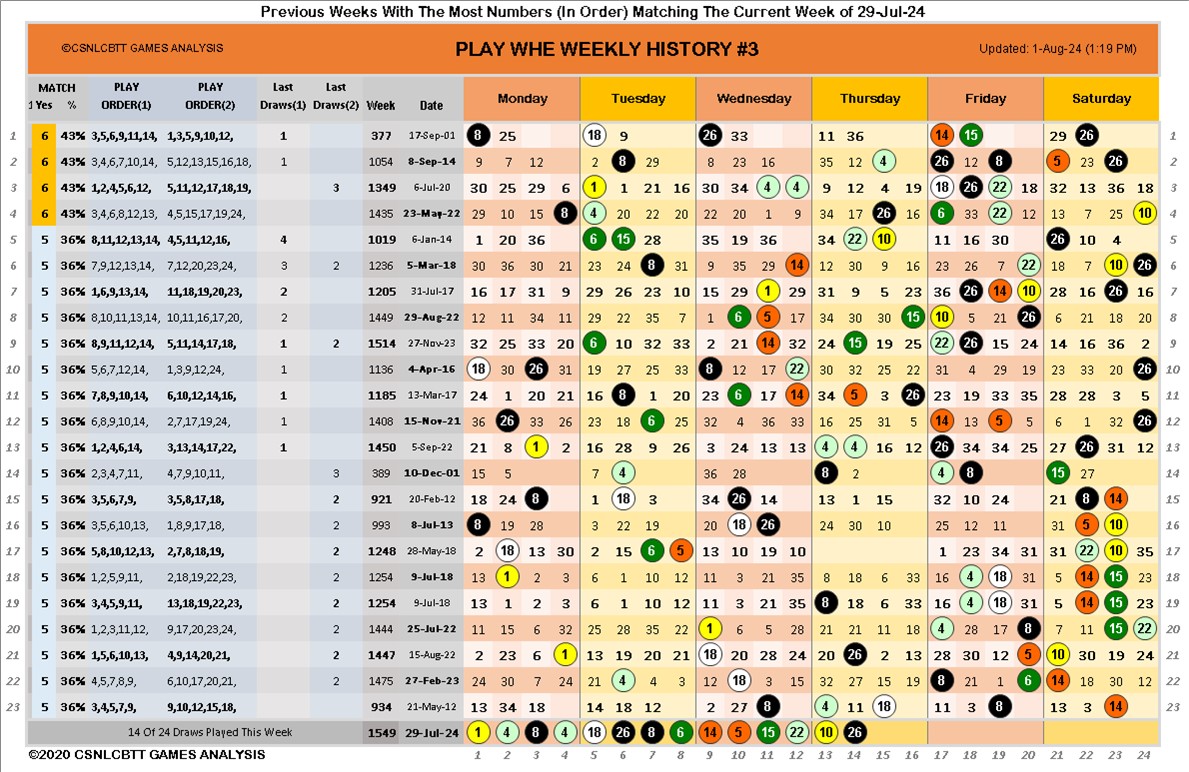 Previous Weeks With The Most Numbers (In Order) Matching The Current Week of 29-Jul-24
©CSNLCBTT GAMES ANALYSIS PLAY WHE WEEKLY HISTORY #3 Updated: 1-Aug-24 (1:19 PM)
MATCH PLAY PLAY Last Last
1 Yes % ORDER(1) ORDER(2) Draws(1) Draws(2) Week Date Monday Tuesday Wednesday Thursday Friday Saturday
1 6 43% 3,5,6,9,11,14, 1,3,5,9,10,12, 1 377 17-Sep-01 8 25 18 9 26 33 11 36 14 15 29 22 1
2 6 43% 3,4,6,7,10,14, 5,12,13,15,16,18, 1 1054 8-Sep-14 9 7 12 2 8 29 8 23 16 35 12 4 26 12 8 5 23 26 2
3 6 43% 1,2,4,5,6,12, 5,11,12,17,18,19, 3 1349 6-Jul-20 30 25 29 6 1 1 21 16 30 34 4 4 9 12 4 19 18 26 22 18 32 13 36 18 3
4 6 43% 3,4,6,8,12,13, 4,5,15,17,19,24, 1435 23-May-22 29 10 15 8 4 20 22 20 22 20 1 9 34 17 26 16 6 33 22 12 13 7 25 10 4
5 5 36% 8,11,12,13,14, 4,5,11,12,16, 4 1019 6-Jan-14 1 20 36 6 15 28 35 19 36 34 22 10 11 16 30 26 10 4 5
6 5 36% 7,9,12,13,14, 7,12,20,23,24, 3 2 1236 5-Mar-18 30 36 30 21 23 24 8 31 9 35 29 14 12 30 9 16 23 26 7 22 18 7 10 26 6
7 5 36% 1,6,9,13,14, 11,18,19,20,23, 2 1205 31-Jul-17 16 17 31 9 29 26 23 10 15 29 1 29 31 9 5 23 36 26 14 10 28 16 26 16 7
8 5 36% 8,10,11,13,14, 10,11,16,17,20, 2 1449 29-Aug-22 12 11 34 11 29 22 35 7 1 6 5 17 34 30 30 15 10 5 21 26 6 21 18 20 8
9 5 36% 8,9,11,12,14, 5,11,14,17,18, 1 2 1514 27-Nov-23 32 25 33 20 6 10 32 33 2 21 14 32 24 15 19 25 22 26 15 24 14 16 36 2 9
10 5 36% 5,6,7,12,14, 1,3,9,12,24, 1 1136 4-Apr-16 18 30 26 31 19 27 25 33 8 12 17 22 30 32 25 22 31 4 29 19 23 33 20 26 10
11 5 36% 7,8,9,10,14, 6,10,12,14,16, 1 1185 13-Mar-17 24 1 20 21 16 8 1 20 23 6 17 14 34 5 3 26 23 19 33 35 28 28 3 5 11
12 5 36% 6,8,9,10,14, 2,7,17,19,24, 1 1408 15-Nov-21 36 26 33 26 23 18 6 25 32 4 36 33 16 25 31 5 14 13 5 5 6 1 32 26 12
13 5 36% 1,2,4,6,14, 3,13,14,17,22, 1 1450 5-Sep-22 21 8 1 2 16 28 9 26 3 24 13 13 4 4 16 12 26 34 34 25 27 26 31 12 13
14 5 36% 2,3,4,7,11, 4,7,9,10,11, 3 389 10-Dec-01 15 5 7 4 36 28 8 2 4 8 15 27 14
15 5 36% 3,5,6,7,9, 3,5,8,17,18, 2 921 20-Feb-12 18 24 8 1 18 3 34 26 14 13 1 15 32 10 24 21 8 14 15
16 5 36% 3,5,6,10,13, 1,8,9,17,18, 2 993 8-Jul-13 8 19 28 3 22 19 20 18 26 24 30 10 25 12 11 31 5 10 16
17 5 36% 5,8,10,12,13, 2,7,8,18,19, 2 1248 28-May-18 2 18 13 30 2 15 6 5 13 10 19 10 1 23 34 31 31 22 10 35 17
18 5 36% 1,2,5,9,11, 2,18,19,22,23, 2 1254 9-Jul-18 13 1 2 3 6 1 10 12 11 3 21 35 8 18 6 33 16 4 18 31 5 14 15 23 18
19 5 36% 3,4,5,9,11, 13,18,19,22,23, 2 1254 9-Jul-18 13 1 2 3 6 1 10 12 11 3 21 35 8 18 6 33 16 4 18 31 5 14 15 23 19
20 5 36% 1,2,3,11,12, 9,17,20,23,24, 2 1444 25-Jul-22 11 15 6 32 25 28 35 22 1 6 5 28 21 21 11 18 4 28 17 8 7 11 15 22 20
21 5 36% 1,5,6,10,13, 4,9,14,20,21, 2 1447 15-Aug-22 2 23 6 1 13 19 20 21 18 20 28 24 20 26 2 13 28 30 12 5 10 30 19 24 21
22 5 36% 4,5,7,8,9, 6,10,17,20,21, 1475 27-Feb-23 24 30 7 24 21 4 4 3 12 18 3 15 32 27 15 19 8 21 1 6 14 18 30 12 22
23 5 36% 3,4,5,7,9, 9,10,12,15,18, 934 21-May-12 13 34 18 14 18 12 2 27 8 4 11 18 11 3 8 13 3 14 23
14 Of 24 Draws Played This Week 1549 29-Jul-24 1 4 8 4 18 26 8 6 14 5 15 22 10 26
©2020 CSNLCBTT GAMES ANALYSIS 1 2 3 4 5 6 7 8 9 10 11 12 13 14 15 16 17 18 19 20 21 22 23 24